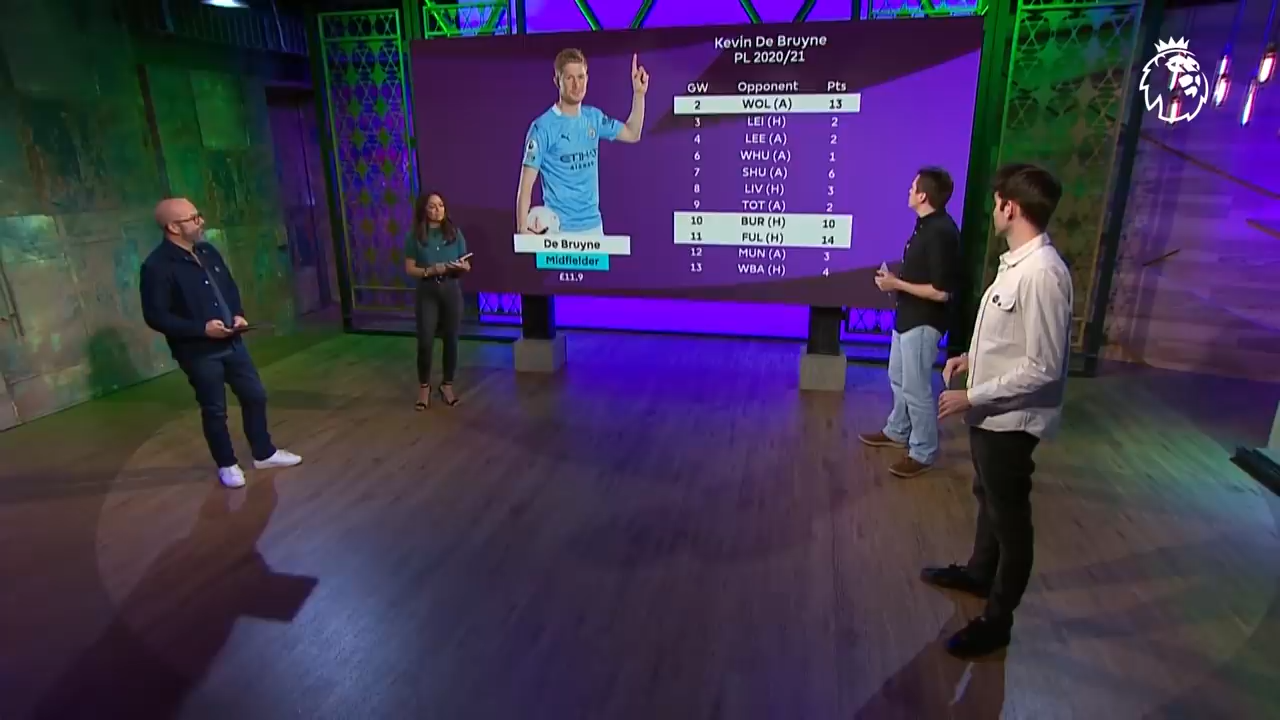 Kevin De Bruyne
PL 2020/21
GW Opponent Pts
2 WOL (A) 13
3 LEI (H) 2
4 LEE (A) 2
6 WHU (A) 1
7 SHU (A) 6
8 LIV (H) 3
9 TOT (A) 2
10 BUR (H) 10
11 FUL (H) 14
12 MUN (A) 3
13 WBA (H) 4
ETIHAD
AIRWAYS
De Bruyne
Midfielder
£11.9